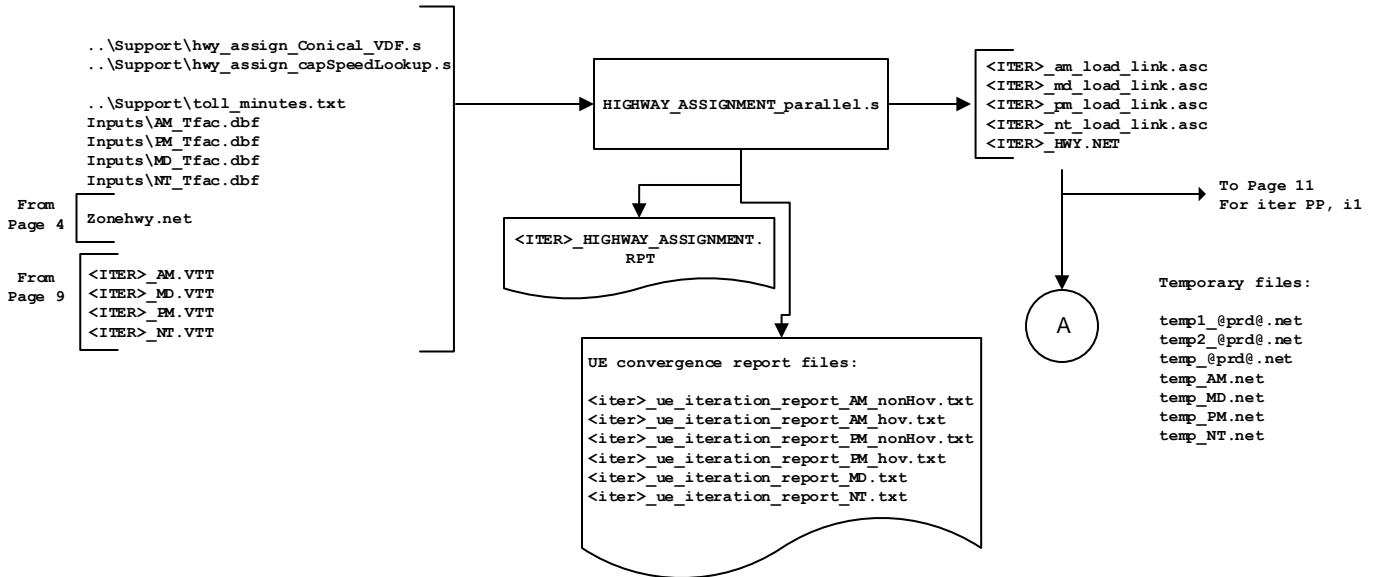 ..\Support\hwy_assign_Conical_VDF.s
..\Support\hwy_assign_capSpeedLookup.s
..\Support\toll_minutes.txt
Inputs\AM_Tfac.dbf
Inputs\PM_Tfac.dbf
Inputs\MD_Tfac.dbf
Inputs\NT_Tfac.dbf
From
Page 4
Zonehwy.net
From
Page 9
<ITER>_AM.VTT
<ITER>_MD.VTT
<ITER>_PM.VTT
<ITER>_NT.VTT
HIGHWAY_ASSIGNMENT_parallel.s
<ITER>_HIGHWAY_ASSIGNMENT.
RPT
UE convergence report files:
<iter>_ue_iteration_report_AM_nonHov.txt
<iter>_ue_iteration_report_AM_hov.txt
<iter>_ue_iteration_report_PM_nonHov.txt
<iter>_ue_iteration_report_PM_hov.txt
<iter>_ue_iteration_report_MD.txt
<iter>_ue_iteration_report_NT.txt
<ITER>_am_load_link.asc
<ITER>_md_load_link.asc
<ITER>_pm_load_link.asc
<ITER>_nt_load_link.asc
<ITER>_HWY.NET
To Page 11
For iter PP, i1
A
Temporary files:
temp1_@prd@.net
temp2_@prd@.net
temp_@prd@.net
temp_AM.net
temp_MD.net
temp_PM.net
temp_NT.net